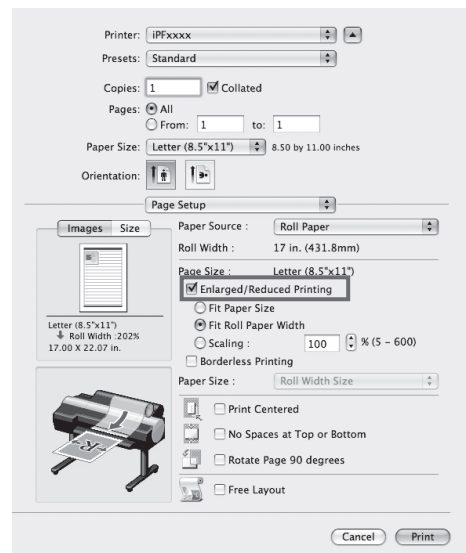 Printer: iPFxxxx
Presets: Standard
Copies: 1 Collated
Pages: All
From: 1 to: 1
Paper Size: Letter (8.5"x11") 8.50 by 11.00 inches
Orientation:
Page Setup
Images Size
Paper Source : Roll Paper
Roll Width : 17 in. (431.8mm)
Page Size : Letter (8.5"x11")
Enlarged/Reduced Printing
Fit Paper Size
Fit Roll Paper Width
Scaling : 100 % (5 - 600)
Borderless Printing
Paper Size : Roll Width Size
Letter (8.5"x11")
Roll Width :202%
17.00 X 22.07 in.
Print Centered
No Spaces at Top or Bottom
Rotate Page 90 degrees
Free Layout
R
Cancel Print